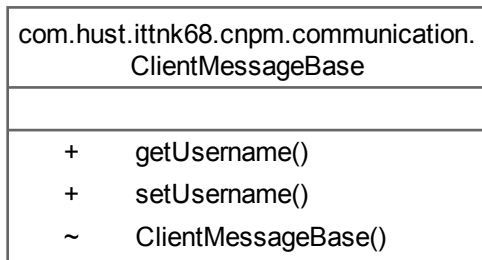 com.hust.ittnk68.cnpm.communication.
ClientMessageBase
+ getUsername()
+ setUsername()
~ ClientMessageBase()